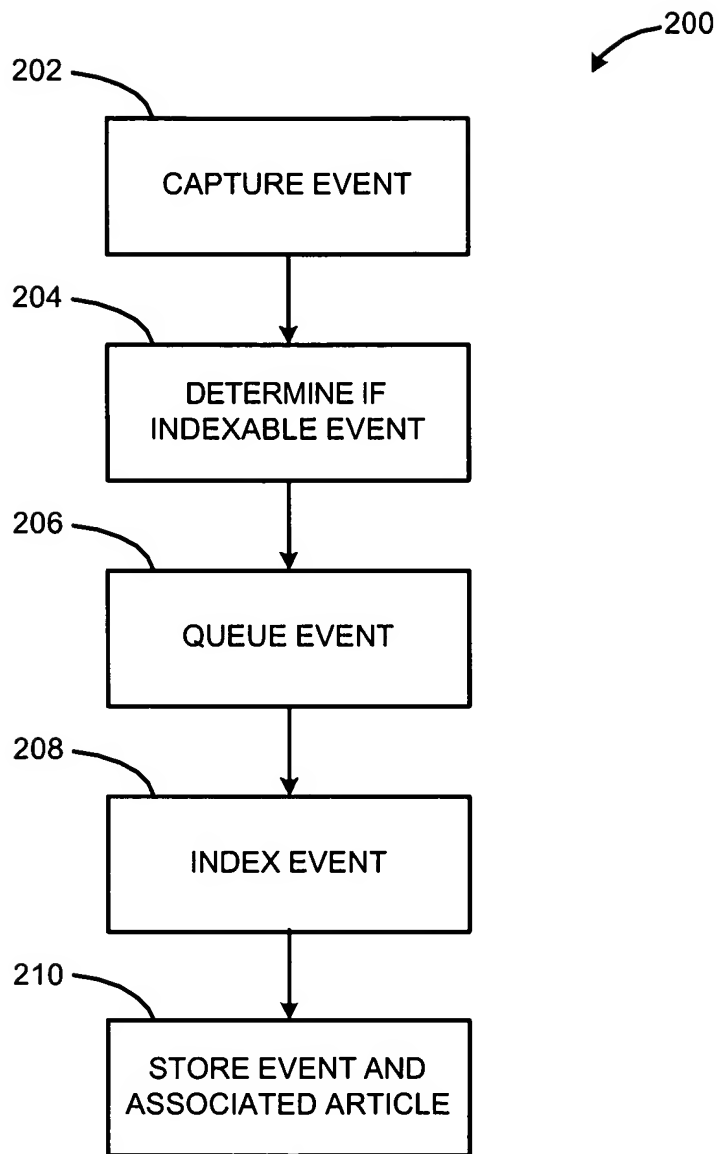 200
202
CAPTURE EVENT
204
DETERMINE IF
INDEXABLE EVENT
206
QUEUE EVENT
208
INDEX EVENT
210
STORE EVENT AND
ASSOCIATED ARTICLE